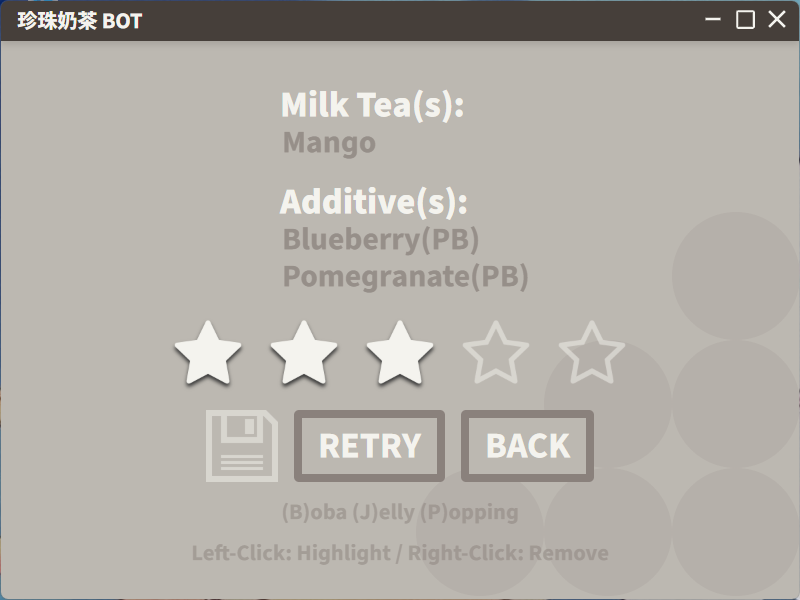 珍珠奶茶 BOT
Milk Tea(s):
Mango
Additive(s):
Blueberry(PB)
Pomegranate(PB)
RETRY
BACK
(B)oba (J)elly (P)opping
Left-Click: Highlight / Right-Click: Remove